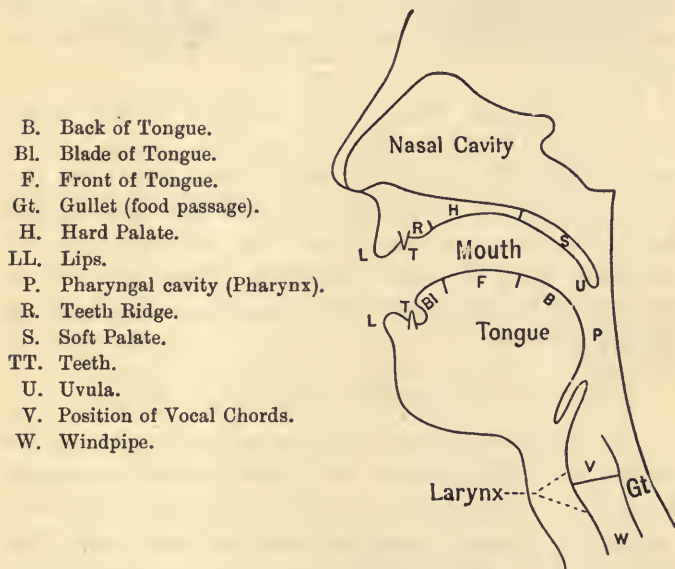 B. Back of Tongue.
Bl. Blade of Tongue.
F. Front of Tongue.
Gt. Gullet (food passage).
H. Hard Palate.
LL. Lips.
P. Pharyngal cavity (Pharynx).
R. Teeth Ridge.
S. Soft Palate.
TT. Teeth.
U. Uvula.
V. Position of Vocal Chords.
W. Windpipe.
Nasal Cavity
H
R
S
L
T
Mouth
U
T
Bl
F
B
L
Tongue
P
V
Larynx
Gt
W